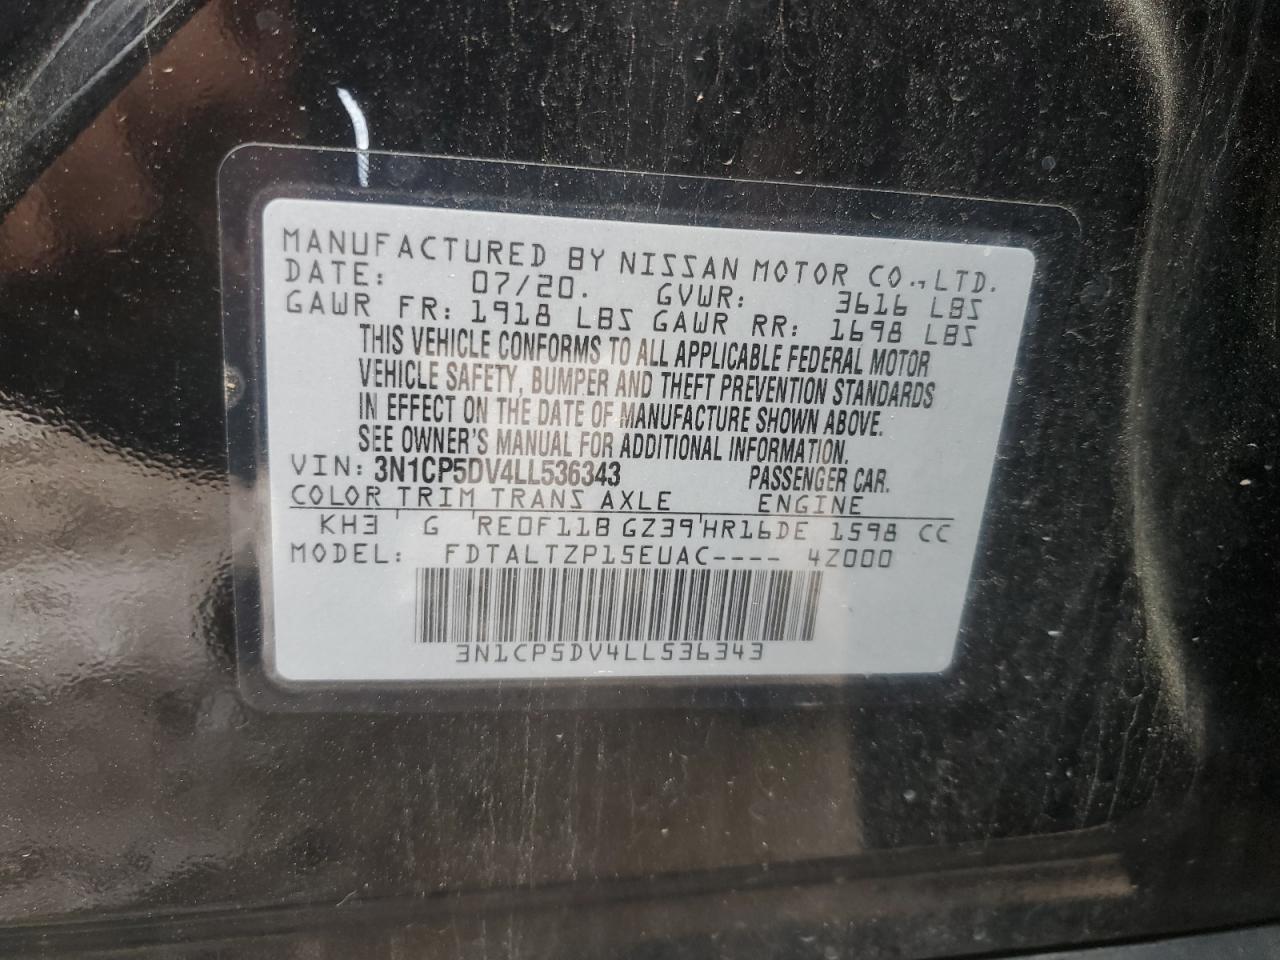 MANUFACTURED BY NISSAN MOTOR CO., LTD.
DATE: 07/20. GVWR: 3616 LBS
GAWR FR: 1918 LBS GAWR RR: 1698 LBS
THIS VEHICLE CONFORMS TO ALL APPLICABLE FEDERAL MOTOR
VEHICLE SAFETY, BUMPER AND THEFT PREVENTION STANDARDS
IN EFFECT ON THE DATE OF MANUFACTURE SHOWN ABOVE.
SEE OWNER'S MANUAL FOR ADDITIONAL INFORMATION.
VIN: 3N1CP5DV4LL536343 PASSENGER CAR.
COLOR TRIM TRANS AXLE ENGINE
KH3 G RE0F11B GZ39 HR16DE 1598 CC
MODEL: FDTALTZP15EUAC---- 4Z000
3N1CP5DV4LL536343